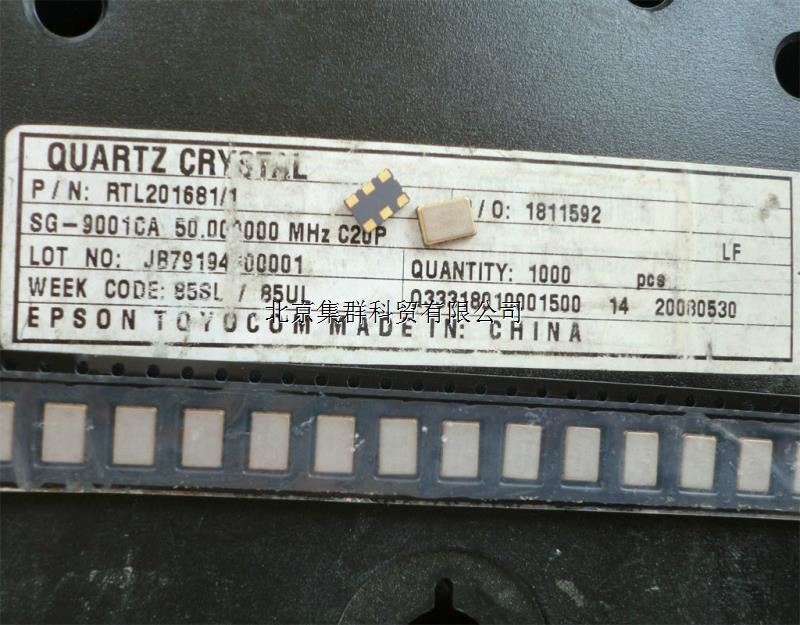 QUARTZ CRYSTAL
P/N: RTL201681/1 /O: 1811592
SG-9001CA 50.000000 MHz C20P LF
LOT NO: JB79194 00001 QUANTITY: 1000 pcs
WEEK CODE: 85SL / 85UL Q33318010001500 14 20080530
北京集群科贸有限公司
EPSON TOYOCOM MADE IN: CHINA